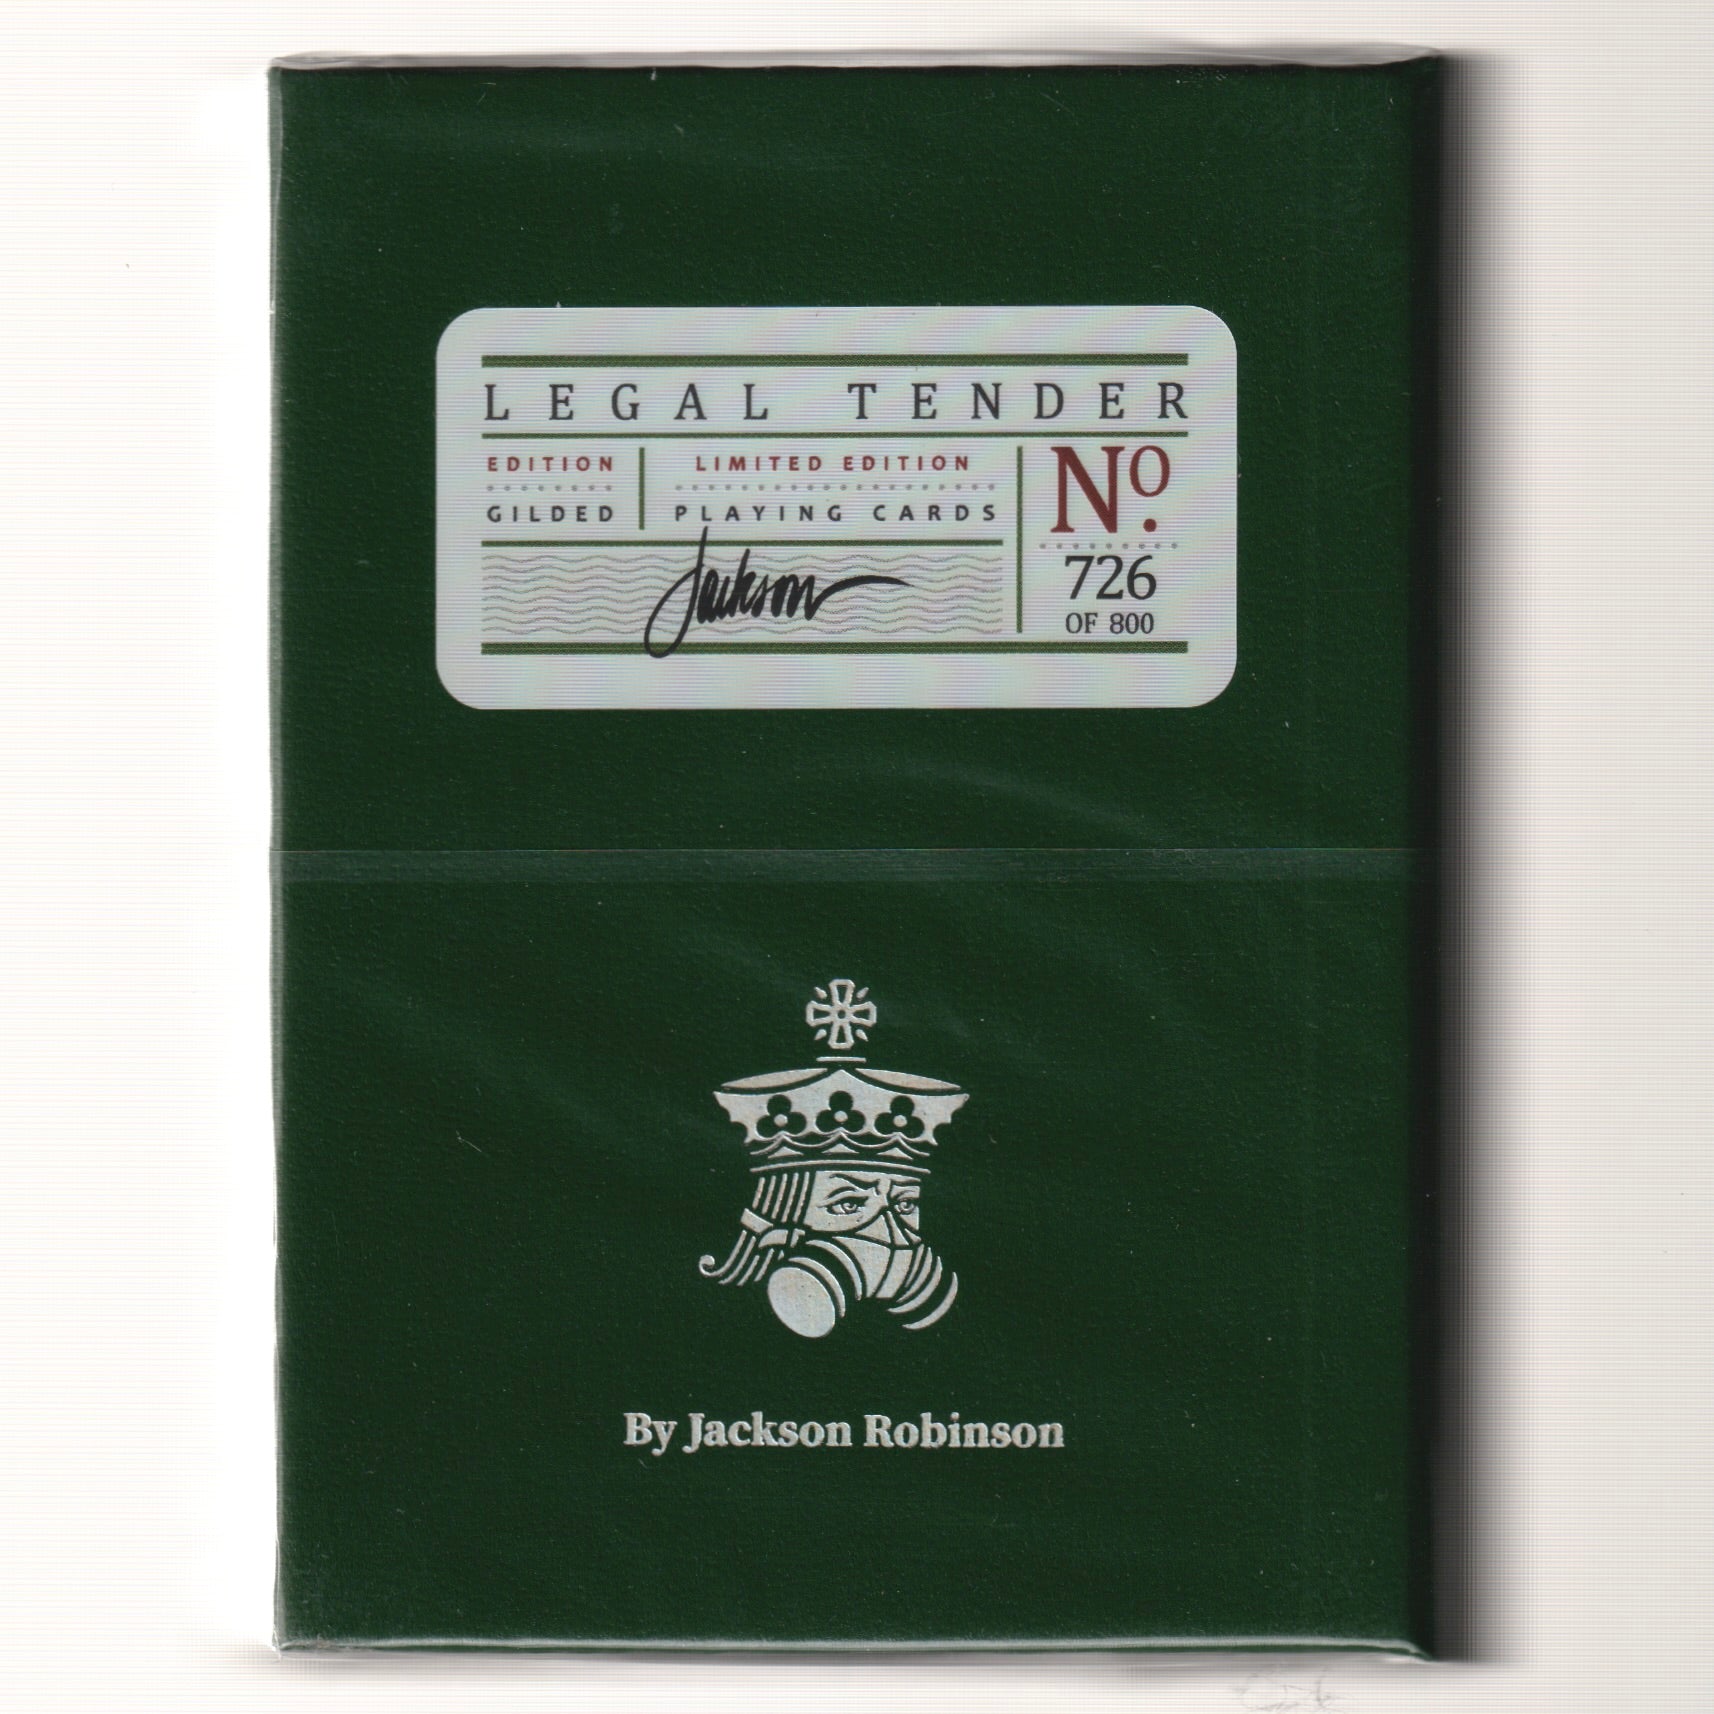 LEGAL TENDER
EDITION
GILDED
LIMITED EDITION
PLAYING CARDS
Jackson
Nº.
726
OF 800
By Jackson Robinson